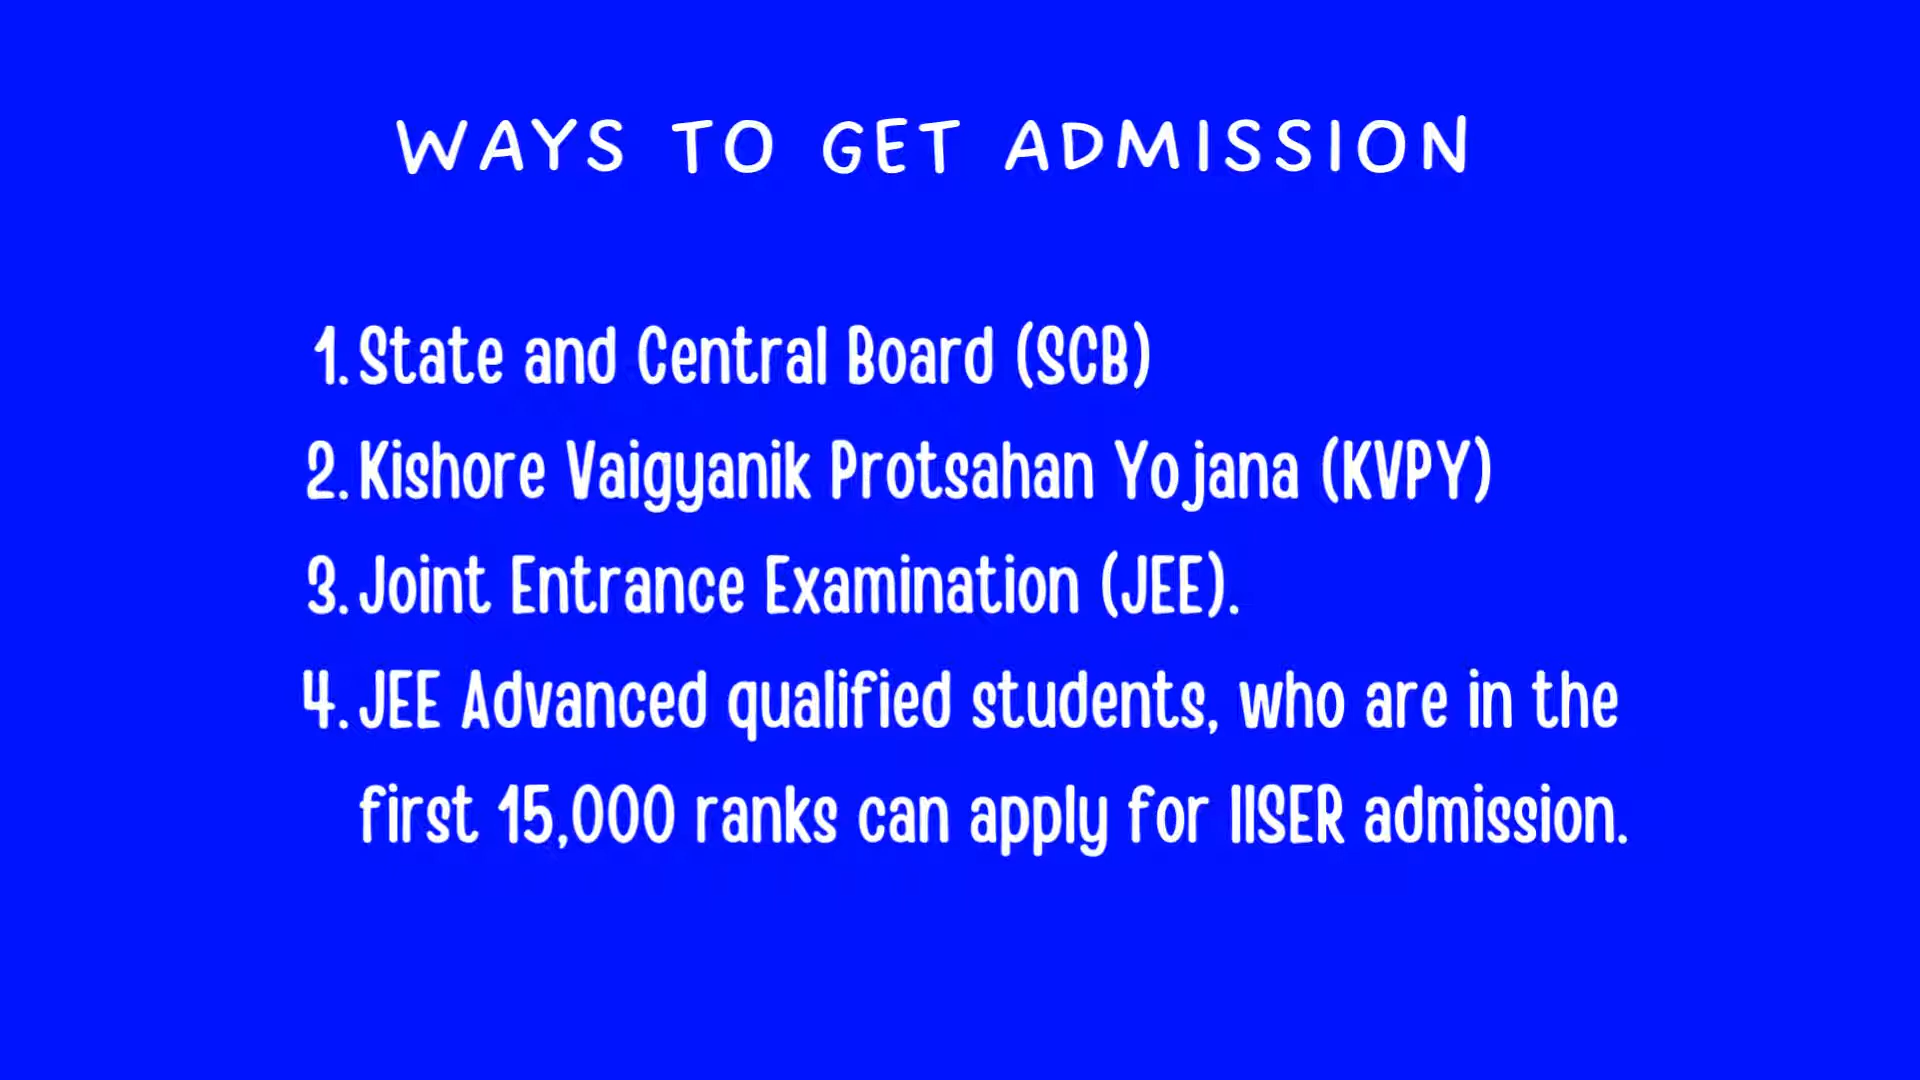 WAYS TO GET ADMISSION
1. State and Central Board (SCB)
2. Kishore Vaigyanik Protsahan Yojana (KVPY)
3. Joint Entrance Examination (JEE).
4. JEE Advanced qualified students, who are in the
first 15,000 ranks can apply for IISER admission.